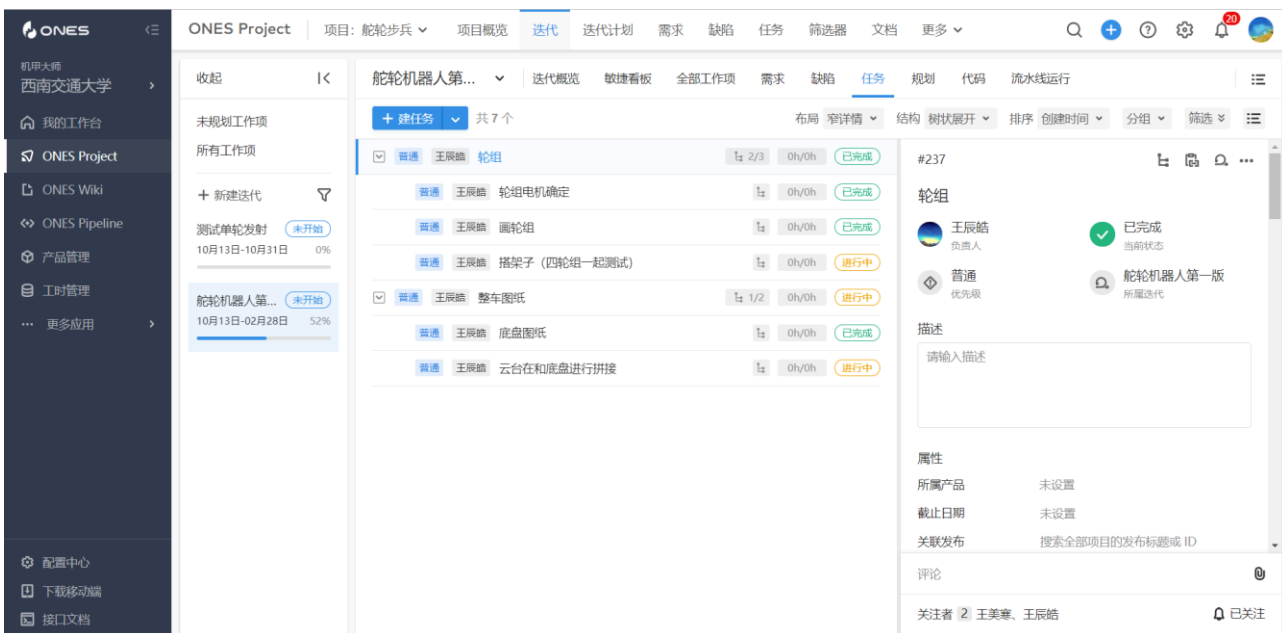 ONES
ONES Project
项目: 舵轮步兵
项目概览
迭代
迭代计划
需求
缺陷
任务
筛选器
文档
更多
20
机甲大师
西南交通大学
我的工作台
ONES Project
ONES Wiki
ONES Pipeline
产品管理
工时管理
更多应用
配置中心
下载移动端
接口文档
收起
未规划工作项
所有工作项
新建迭代
测试单轮发射 未开始
10月13日-10月31日 0%
舵轮机器人第... 未开始
10月13日-02月28日 52%
舵轮机器人第...
迭代概览
敏捷看板
全部工作项
需求
缺陷
任务
规划
代码
流水线运行
+ 建任务 共 7 个
布局 窄详情 结构 树状展开 排序 创建时间 分组 筛选
普通 王辰皓 轮组 2/3 0h/0h 已完成
普通 王辰皓 轮组电机确定 0h/0h 已完成
普通 王辰皓 画轮组 0h/0h 已完成
普通 王辰皓 搭架子（四轮组一起测试） 0h/0h 进行中
普通 王辰皓 整车图纸 1/2 0h/0h 进行中
普通 王辰皓 底盘图纸 0h/0h 已完成
普通 王辰皓 云台在和底盘进行拼接 0h/0h 进行中
#237
轮组
王辰皓
负责人
已完成
当前状态
普通
优先级
舵轮机器人第一版
所属迭代
描述
请输入描述
属性
所属产品 未设置
截止日期 未设置
关联发布 搜索全部项目的发布标题或 ID
评论
关注者 2 王美寒、王辰皓 已关注